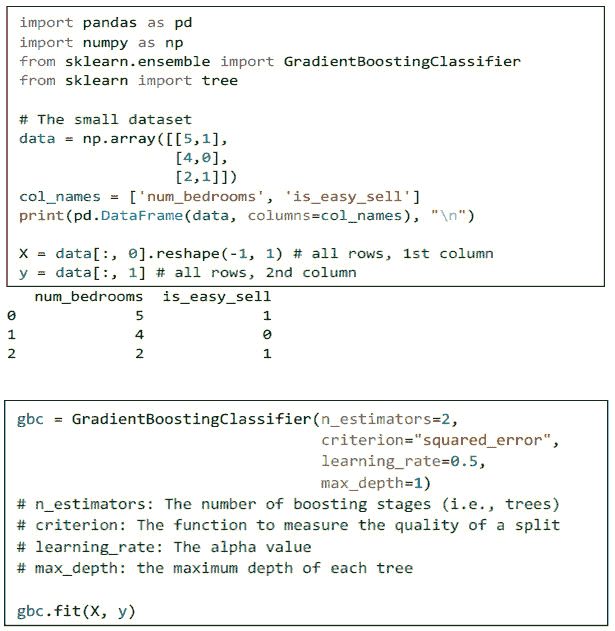 import pandas as pd
import numpy as np
from sklearn.ensemble import GradientBoostingClassifier
from sklearn import tree
# The small dataset
data = np.array([[5,1],
[4,0],
[2,1]])
col_names = ['num_bedrooms', 'is_easy_sell']
print(pd.DataFrame(data, columns=col_names), "\n")
X = data[:, 0].reshape(-1, 1) # all rows, 1st column
y = data[:, 1] # all rows, 2nd column
num_bedrooms is_easy_sell
0 5 1
1 4 0
2 2 1
gbc = GradientBoostingClassifier(n_estimators=2,
criterion="squared_error",
learning_rate=0.5,
max_depth=1)
# n_estimators: The number of boosting stages (i.e., trees)
# criterion: The function to measure the quality of a split
# learning_rate: The alpha value
# max_depth: the maximum depth of each tree
gbc.fit(X, y)